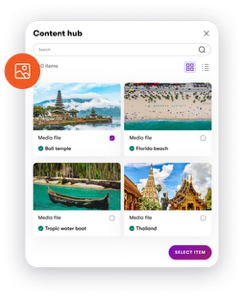 Content hub
Search
0 items
Media file
Bali temple
Media file
Florida beach
Media file
Tropic water boat
Media file
Thailand
SELECT ITEM